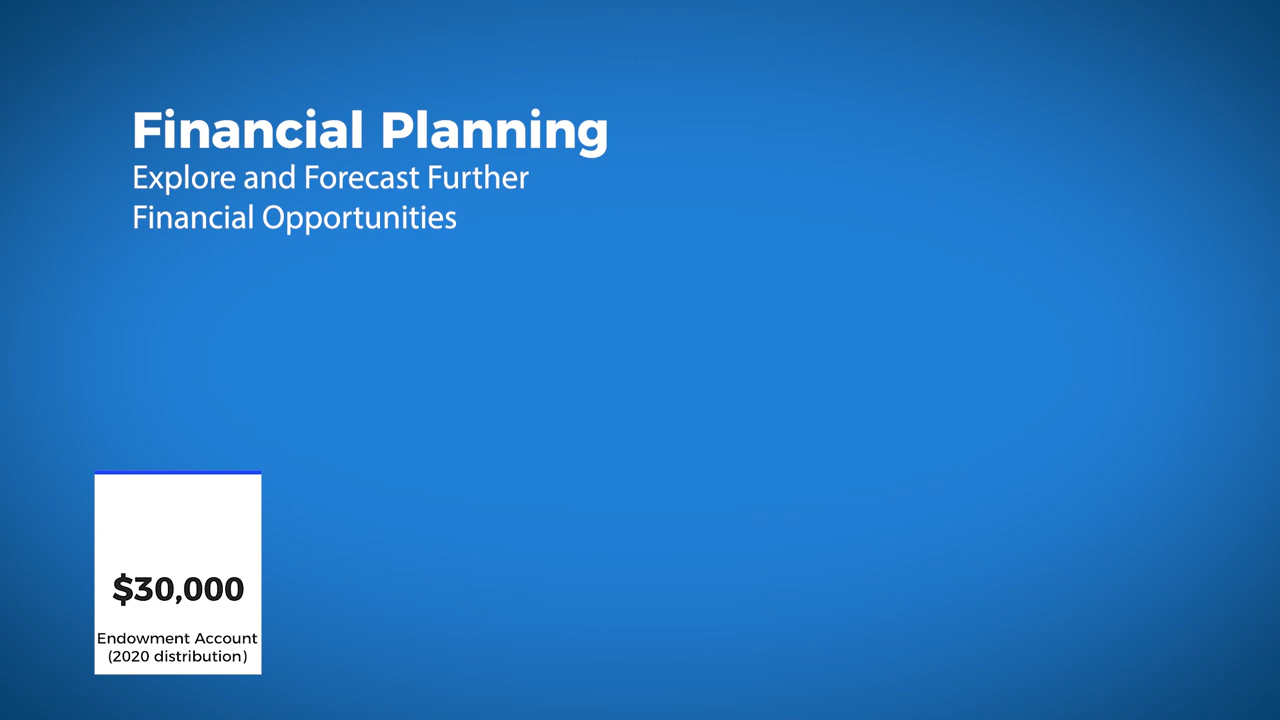 Financial Planning
Explore and Forecast Further
Financial Opportunities
$30,000
Endowment Account
(2020 distribution)